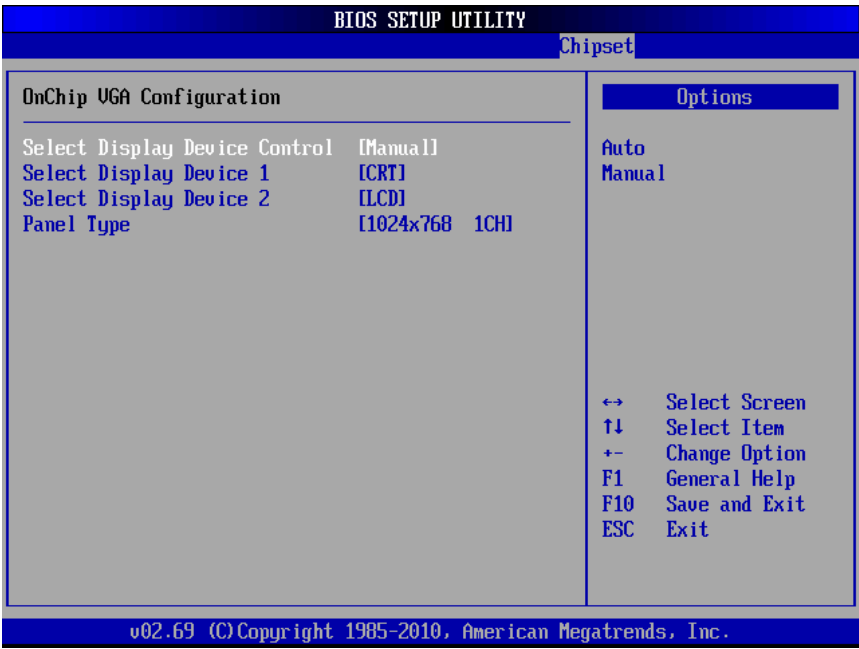 BIOS SETUP UTILITY
Chipset
OnChip VGA Configuration
Select Display Device Control [Manual]
Select Display Device 1 [CRT]
Select Display Device 2 [LCD]
Panel Type [1024x768 1CH]
Options
Auto
Manual
↔ Select Screen
↑↓ Select Item
+- Change Option
F1 General Help
F10 Save and Exit
ESC Exit
v02.69 (C)Copyright 1985-2010, American Megatrends, Inc.